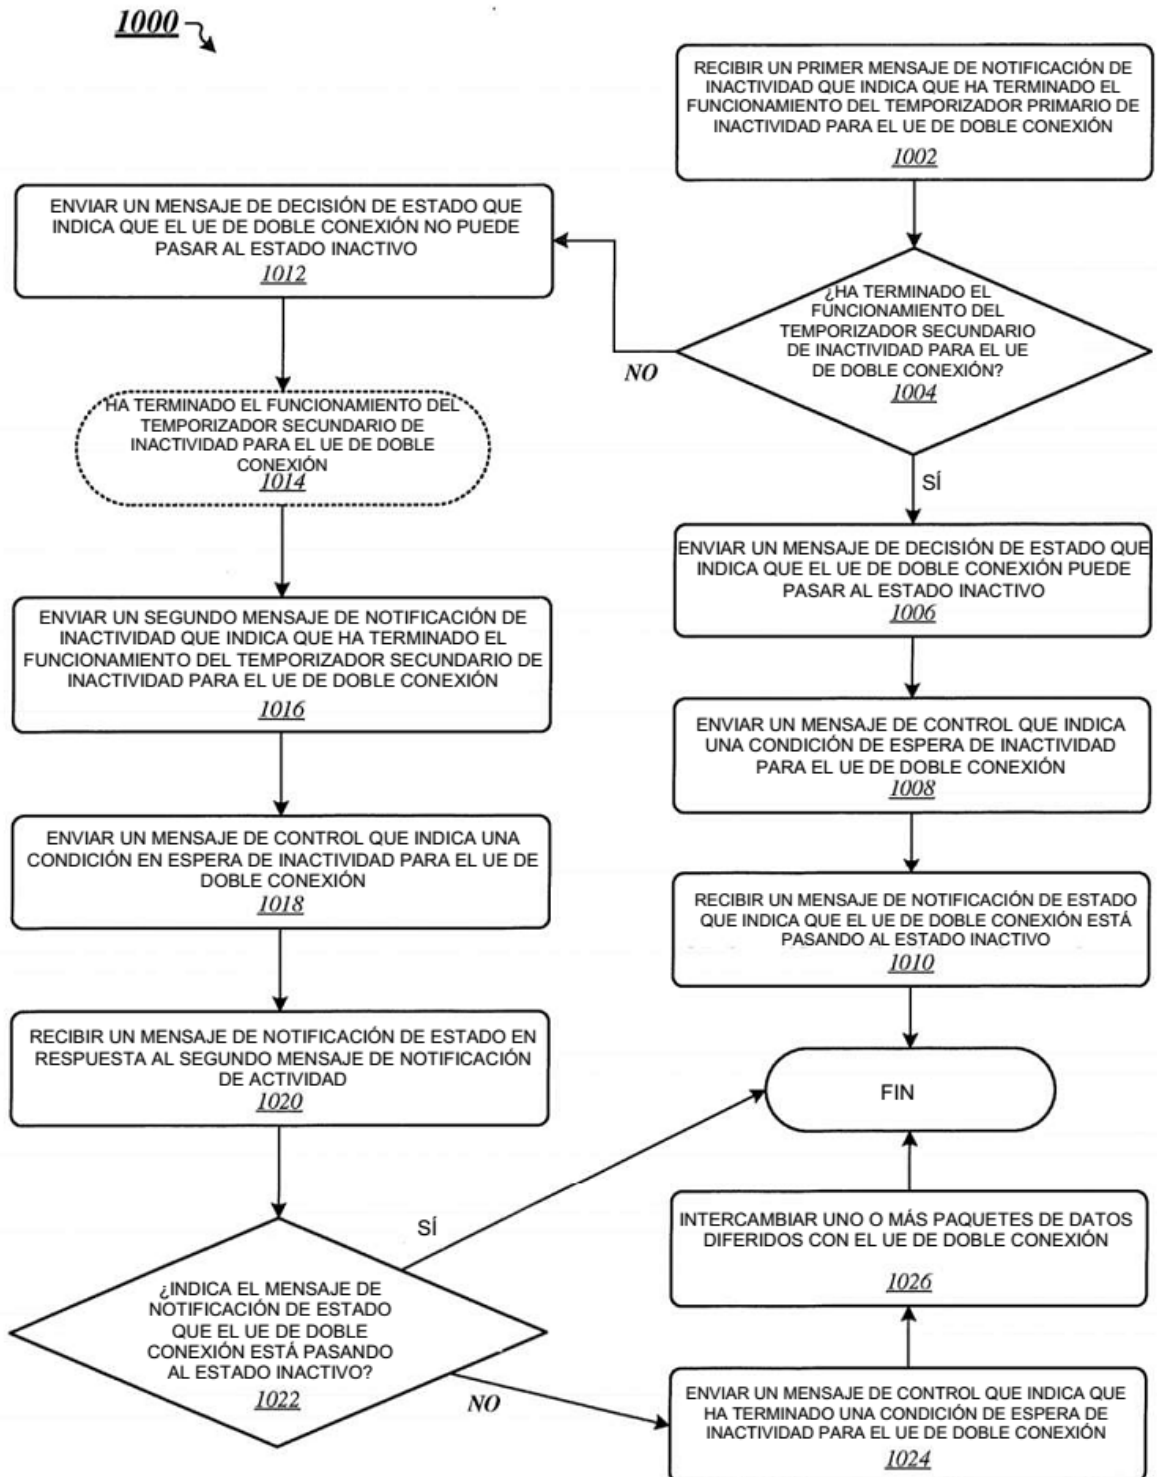 1000
RECIBIR UN PRIMER MENSAJE DE NOTIFICACIÓN DE
INACTIVIDAD QUE INDICA QUE HA TERMINADO EL
FUNCIONAMIENTO DEL TEMPORIZADOR PRIMARIO DE
INACTIVIDAD PARA EL UE DE DOBLE CONEXIÓN
1002
¿HA TERMINADO EL
FUNCIONAMIENTO DEL
TEMPORIZADOR SECUNDARIO
DE INACTIVIDAD PARA EL UE
DE DOBLE CONEXIÓN?
1004
NO
SÍ
ENVIAR UN MENSAJE DE DECISIÓN DE ESTADO QUE
INDICA QUE EL UE DE DOBLE CONEXIÓN PUEDE
PASAR AL ESTADO INACTIVO
1006
ENVIAR UN MENSAJE DE CONTROL QUE INDICA
UNA CONDICIÓN DE ESPERA DE INACTIVIDAD
PARA EL UE DE DOBLE CONEXIÓN
1008
RECIBIR UN MENSAJE DE NOTIFICACIÓN DE ESTADO
QUE INDICA QUE EL UE DE DOBLE CONEXIÓN ESTÁ
PASANDO AL ESTADO INACTIVO
1010
FIN
ENVIAR UN MENSAJE DE DECISIÓN DE ESTADO QUE
INDICA QUE EL UE DE DOBLE CONEXIÓN NO PUEDE
PASAR AL ESTADO INACTIVO
1012
HA TERMINADO EL FUNCIONAMIENTO DEL
TEMPORIZADOR SECUNDARIO DE
INACTIVIDAD PARA EL UE DE DOBLE
CONEXIÓN
1014
ENVIAR UN SEGUNDO MENSAJE DE NOTIFICACIÓN DE
INACTIVIDAD QUE INDICA QUE HA TERMINADO EL
FUNCIONAMIENTO DEL TEMPORIZADOR SECUNDARIO DE
INACTIVIDAD PARA EL UE DE DOBLE CONEXIÓN
1016
ENVIAR UN MENSAJE DE CONTROL QUE INDICA UNA
CONDICIÓN EN ESPERA DE INACTIVIDAD PARA EL UE DE
DOBLE CONEXIÓN
1018
RECIBIR UN MENSAJE DE NOTIFICACIÓN DE ESTADO EN
RESPUESTA AL SEGUNDO MENSAJE DE NOTIFICACIÓN
DE ACTIVIDAD
1020
¿INDICA EL MENSAJE DE
NOTIFICACIÓN DE ESTADO
QUE EL UE DE DOBLE
CONEXIÓN ESTÁ PASANDO
AL ESTADO INACTIVO?
1022
SÍ
NO
ENVIAR UN MENSAJE DE CONTROL QUE INDICA QUE
HA TERMINADO UNA CONDICIÓN DE ESPERA DE
INACTIVIDAD PARA EL UE DE DOBLE CONEXIÓN
1024
INTERCAMBIAR UNO O MÁS PAQUETES DE DATOS
DIFERIDOS CON EL UE DE DOBLE CONEXIÓN
1026